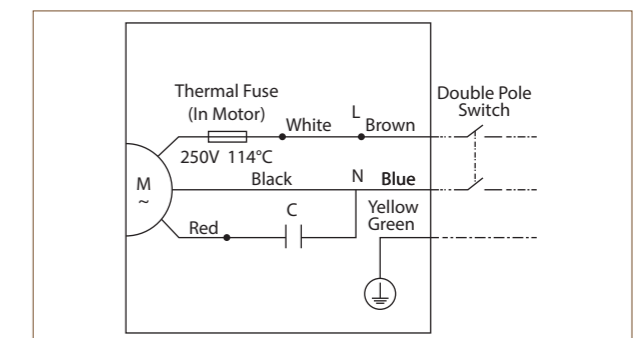 Thermal Fuse
(In Motor)
Double Pole
Switch
White
L
Brown
250V 114°C
M
~
Black
N
Blue
Red
C
Yellow
Green